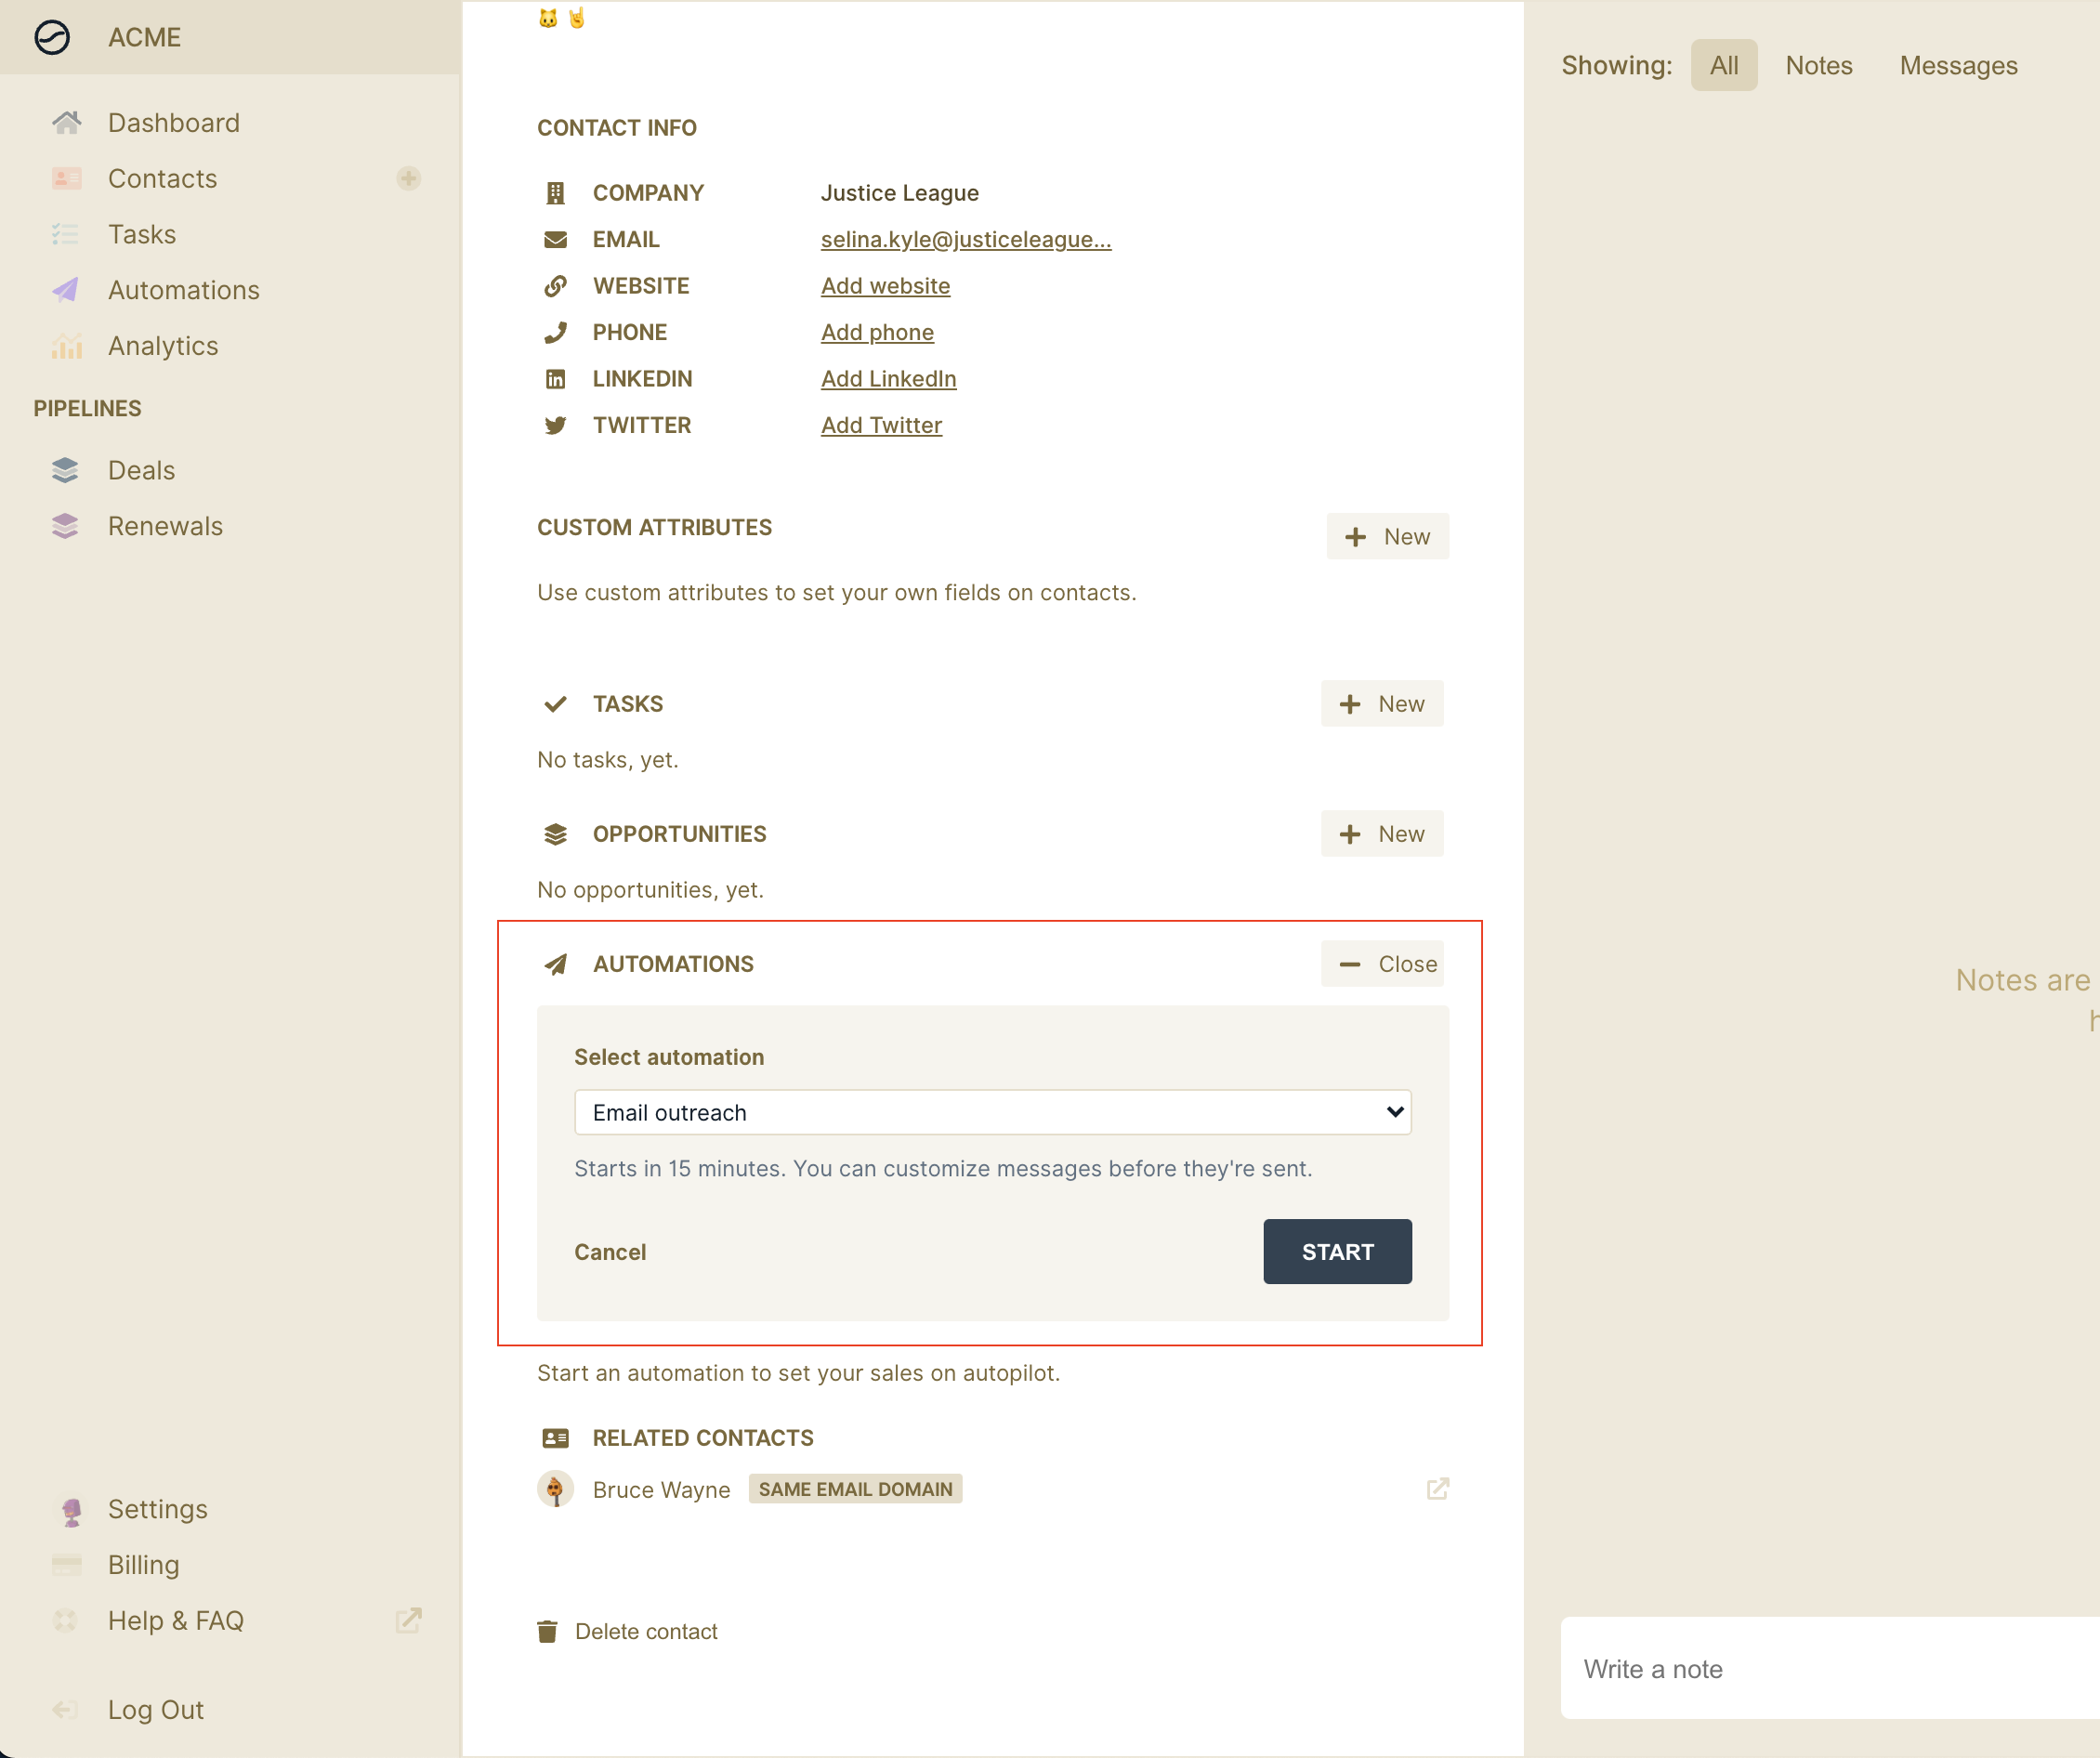 ACME
Dashboard
Contacts
Tasks
Automations
Analytics
PIPELINES
Deals
Renewals
Settings
Billing
Help & FAQ
Log Out
CONTACT INFO
COMPANY Justice League
EMAIL selina.kyle@justiceleague...
WEBSITE Add website
PHONE Add phone
LINKEDIN Add LinkedIn
TWITTER Add Twitter
CUSTOM ATTRIBUTES New
Use custom attributes to set your own fields on contacts.
TASKS New
No tasks, yet.
OPPORTUNITIES New
No opportunities, yet.
AUTOMATIONS Close
Select automation
Email outreach
Starts in 15 minutes. You can customize messages before they're sent.
Cancel START
Start an automation to set your sales on autopilot.
RELATED CONTACTS
Bruce Wayne SAME EMAIL DOMAIN
Delete contact
Showing: All Notes Messages
Notes are
Write a note